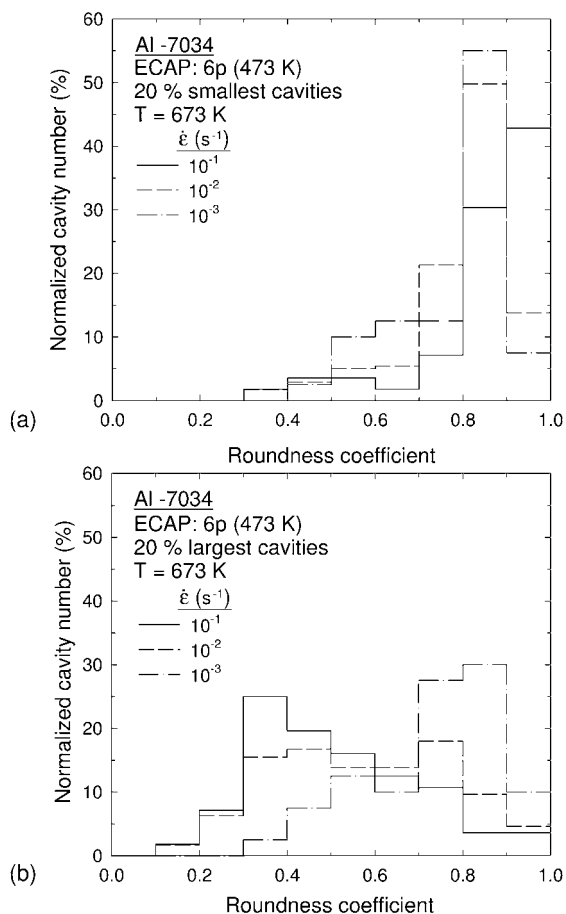 60
50
40
30
20
10
0
Normalized cavity number (%)
Al -7034
ECAP: 6p (473 K)
20 % smallest cavities
T = 673 K
ε̇ (s⁻¹)
10⁻¹
10⁻²
10⁻³
0.0 0.2 0.4 0.6 0.8 1.0
(a)
Roundness coefficient
60
50
40
30
20
10
0
Normalized cavity number (%)
Al -7034
ECAP: 6p (473 K)
20 % largest cavities
T = 673 K
ε̇ (s⁻¹)
10⁻¹
10⁻²
10⁻³
0.0 0.2 0.4 0.6 0.8 1.0
(b)
Roundness coefficient